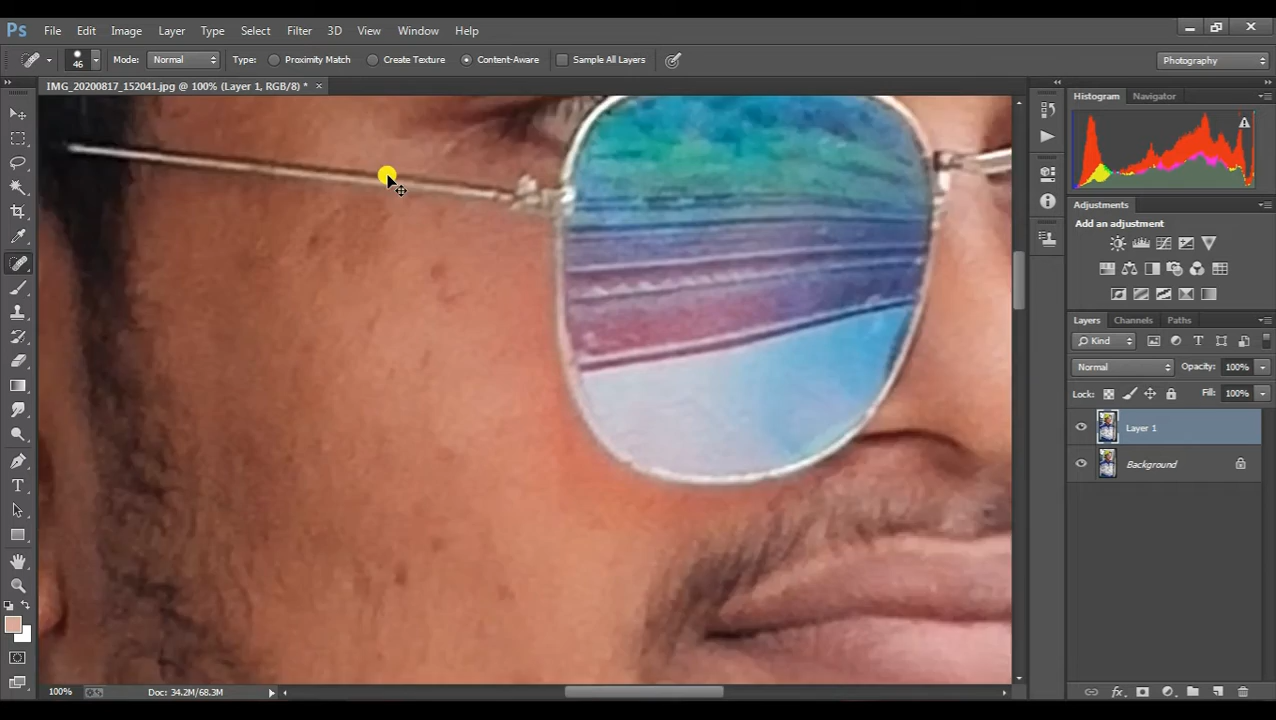 Ps File Edit Image Layer Type Select Filter 3D View Window Help
46 Mode: Normal Type: Proximity Match Create Texture Content-Aware Sample All Layers Photography
IMG_20200817_152041.jpg @ 100% (Layer 1, RGB/8) * ×
Histogram Navigator
Adjustments
Add an adjustment
Layers Channels Paths
Kind
Normal Opacity: 100%
Lock: Fill: 100%
Layer 1
Background
100% Doc: 34.2M/68.3M